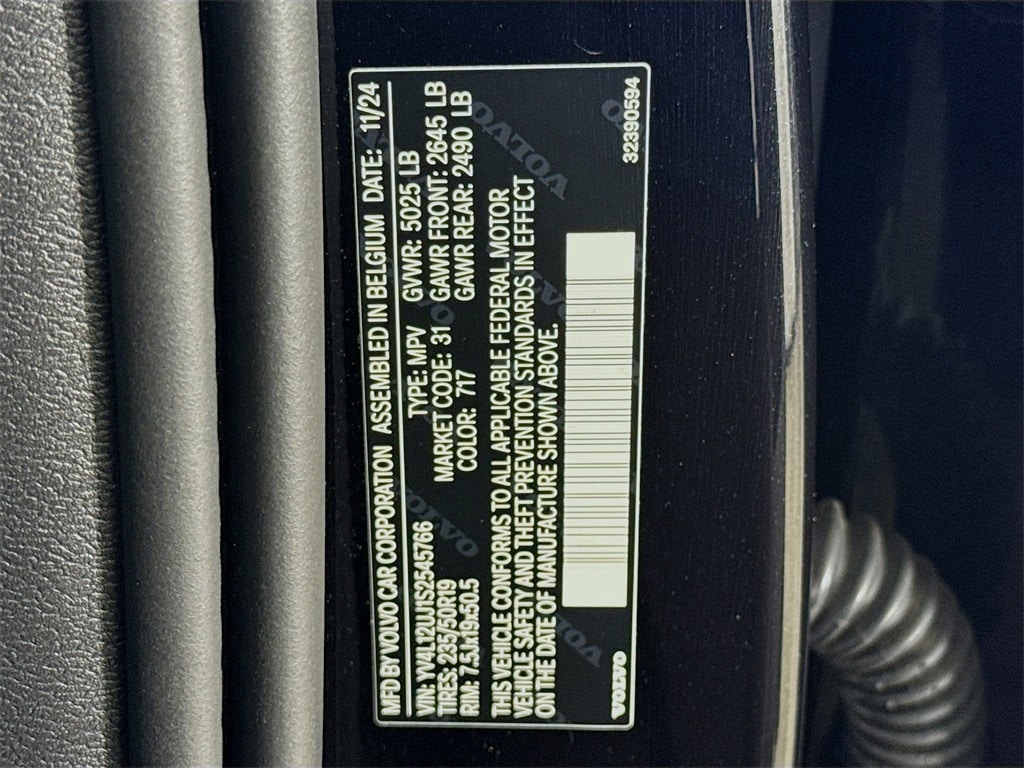 MFD BY VOLVO CAR CORPORATION ASSEMBLED IN BELGIUM DATE: 11/24
VIN: YV4L12UU1S2545766 TYPE: MPV GVWR: 5025 LB
TIRES: 235/50R19 MARKET CODE: 31 GAWR FRONT: 2645 LB
RIM: 7.5Jx19x50.5 COLOR: 717 GAWR REAR: 2490 LB
THIS VEHICLE CONFORMS TO ALL APPLICABLE FEDERAL MOTOR
VEHICLE SAFETY AND THEFT PREVENTION STANDARDS IN EFFECT
ON THE DATE OF MANUFACTURE SHOWN ABOVE.
VOLVO 32390594